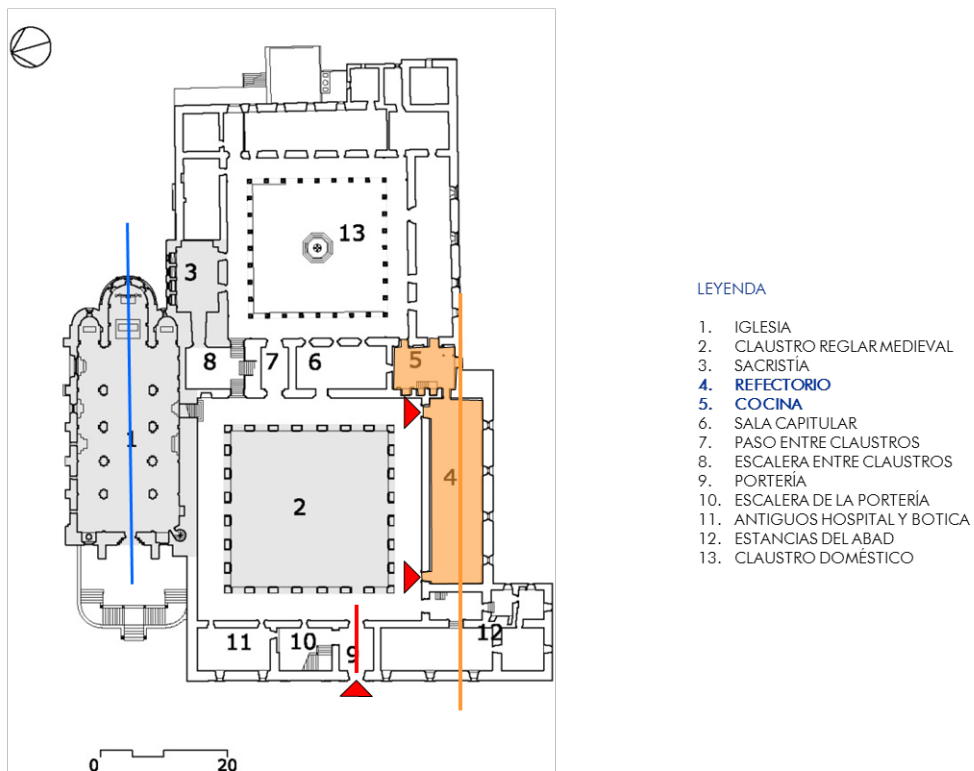 13
3
8
7
6
5
1
2
4
11
10
9
12
0 20
LEYENDA
1. IGLESIA
2. CLAUSTRO REGLAR MEDIEVAL
3. SACRISTÍA
4. REFECTORIO
5. COCINA
6. SALA CAPITULAR
7. PASO ENTRE CLAUSTROS
8. ESCALERA ENTRE CLAUSTROS
9. PORTERÍA
10. ESCALERA DE LA PORTERÍA
11. ANTIGUOS HOSPITAL Y BOTICA
12. ESTANCIAS DEL ABAD
13. CLAUSTRO DOMÉSTICO